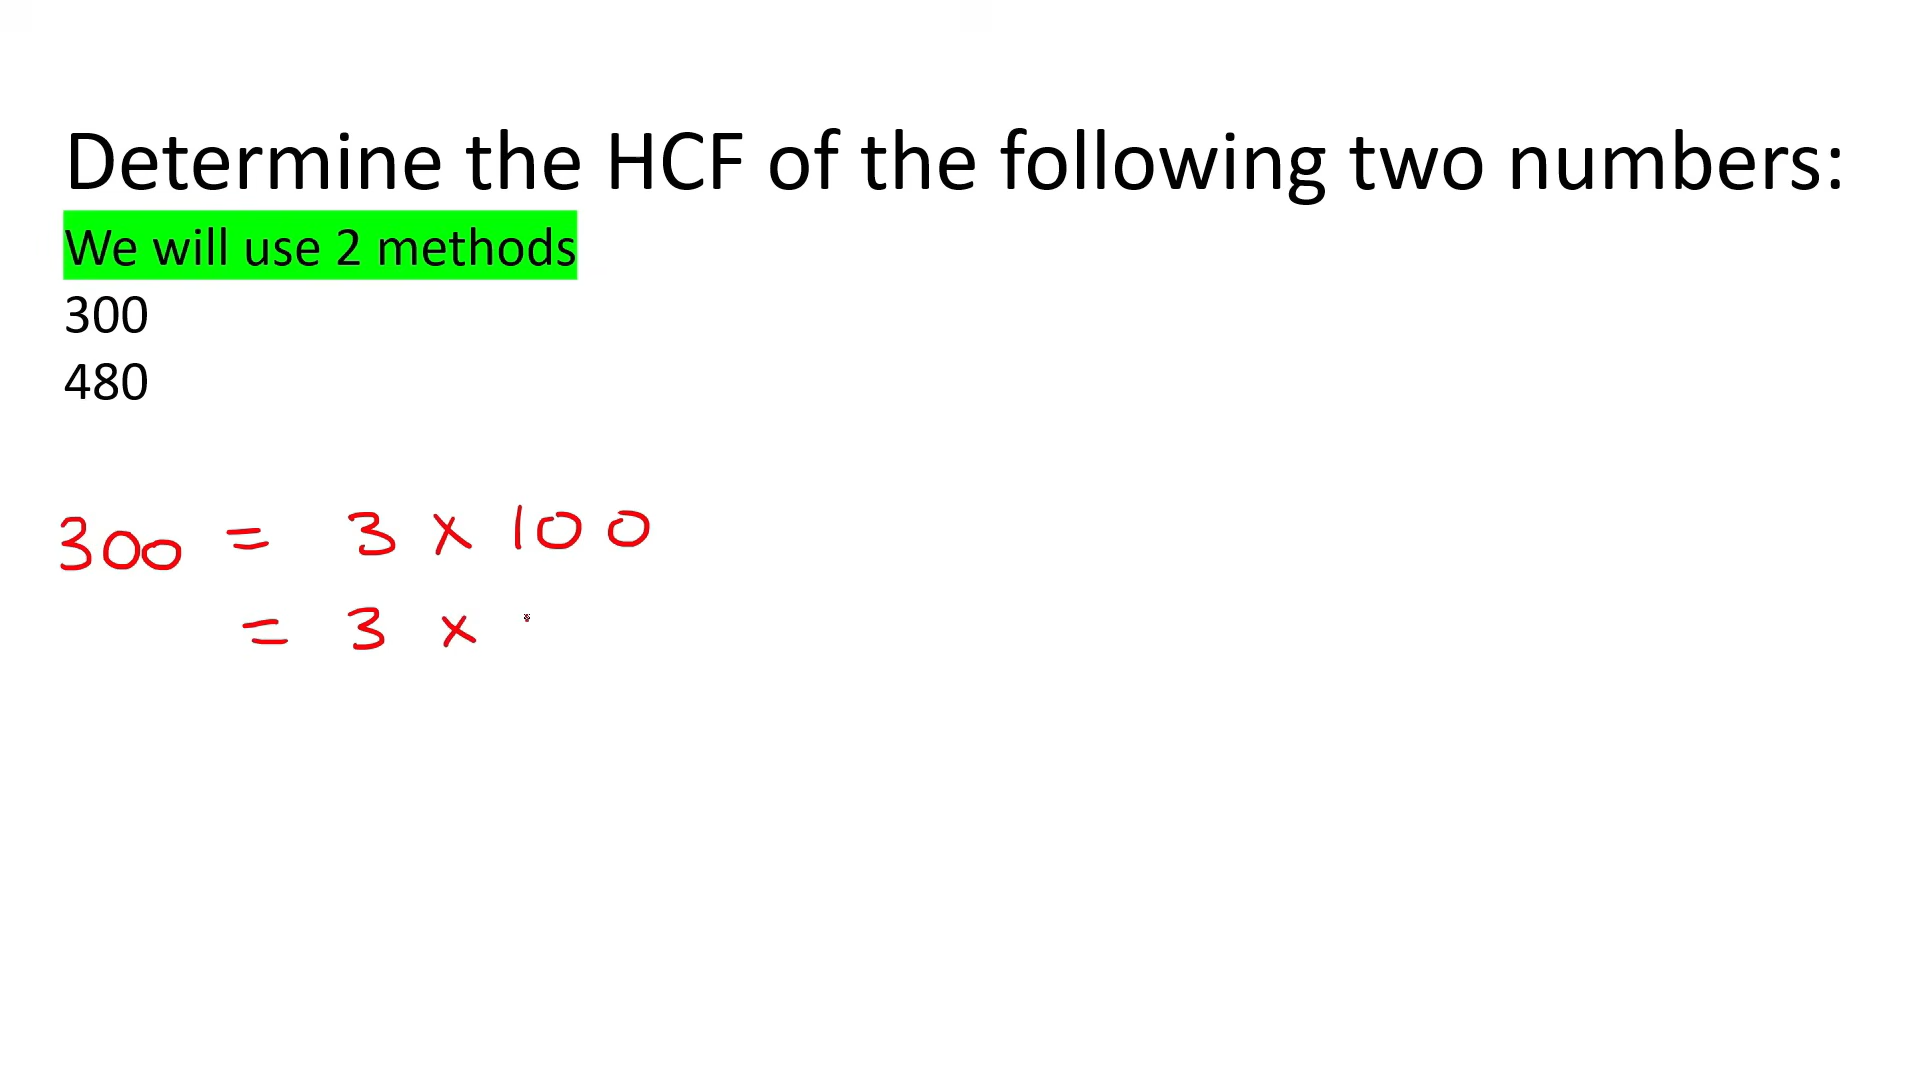 Determine the HCF of the following two numbers:
We will use 2 methods
300
480
300 = 3 × 100
= 3 ×